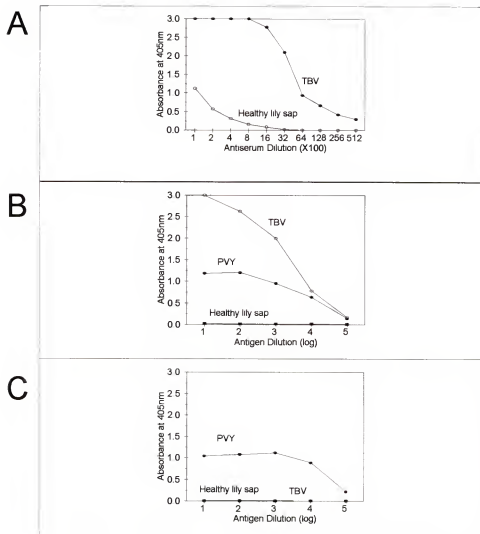 A
Absorbance at 405nm
3.0
2.5
2.0
1.5
1.0
0.5
0.0
TBV
Healthy lily sap
1 2 4 8 16 32 64 128 256 512
Antiserum Dilution (X100)
B
Absorbance at 405nm
3.0
2.5
2.0
1.5
1.0
0.5
0.0
TBV
PVY
Healthy lily sap
1 2 3 4 5
Antigen Dilution (log)
C
Absorbance at 405nm
3.0
2.5
2.0
1.5
1.0
0.5
0.0
PVY
Healthy lily sap TBV
1 2 3 4 5
Antigen Dilution (log)